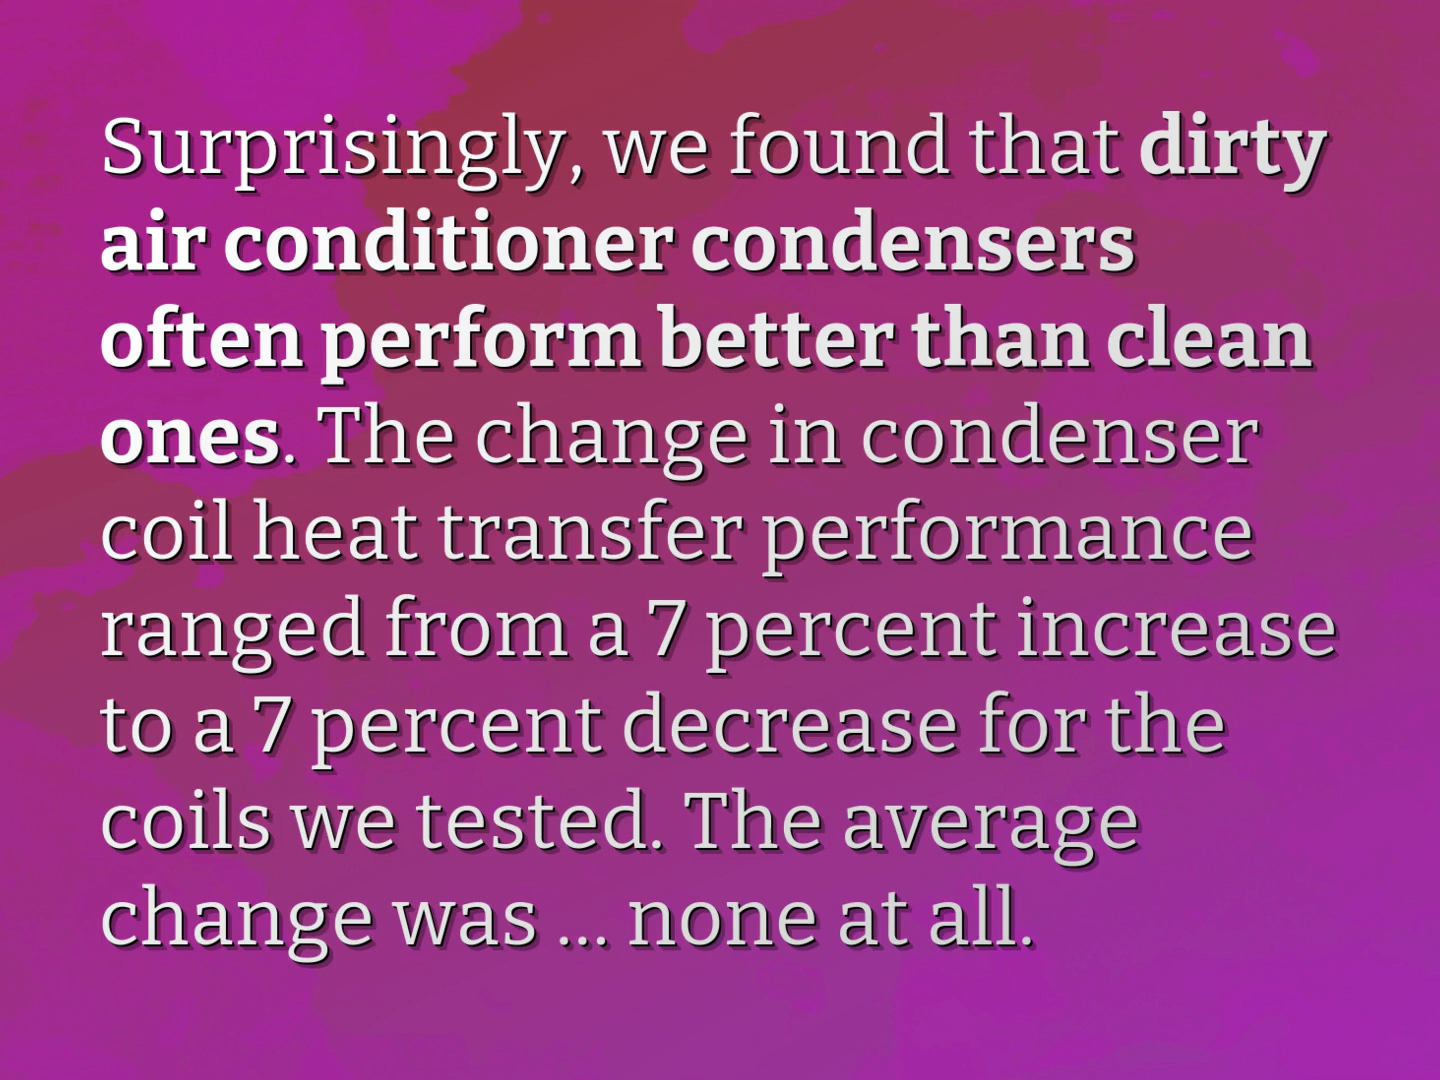 Surprisingly, we found that dirty
air conditioner condensers
often perform better than clean
ones. The change in condenser
coil heat transfer performance
ranged from a 7 percent increase
to a 7 percent decrease for the
coils we tested. The average
change was ... none at all.